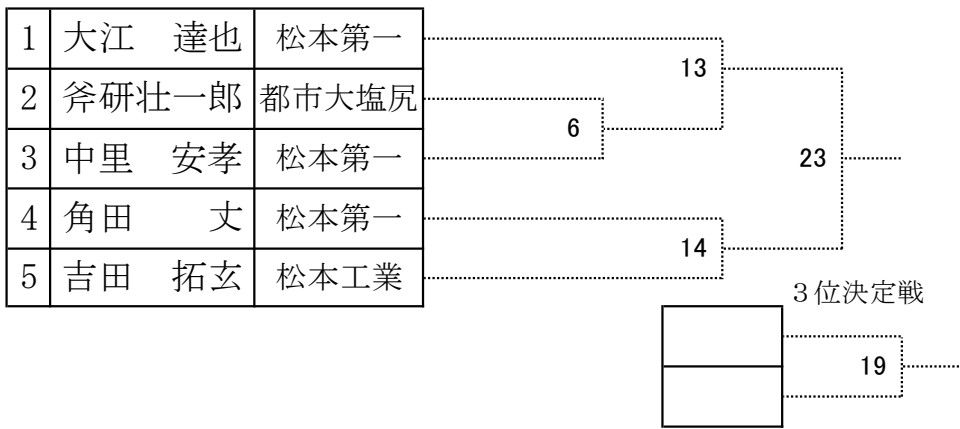 1 大江 達也 松本第一
13
2 斧研壮一郎 都市大塩尻
6
3 中里 安孝 松本第一
23
4 角田 丈 松本第一
14
5 吉田 拓玄 松本工業
３位決定戦
19